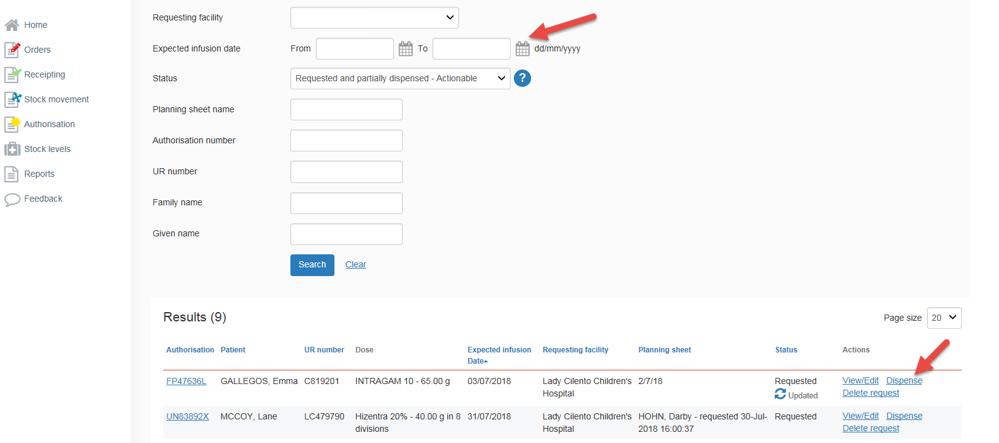 Home
Orders
Receipting
Stock movement
Authorisation
Stock levels
Reports
Feedback
Requesting facility
Expected infusion date From To dd/mm/yyyy
Status Requested and partially dispensed - Actionable ?
Planning sheet name
Authorisation number
UR number
Family name
Given name
Search Clear
Results (9) Page size 20
Authorisation Patient UR number Dose Expected infusion Requesting facility Planning sheet Status Actions
Date
FP47636L GALLEGOS, Emma C819201 INTRAGAM 10 - 65.00 g 03/07/2018 Lady Cilento Children's 2/7/18 Requested View/Edit Dispense
Hospital Updated Delete request
UN83892X MCCOY, Lane LC479790 Hizentra 20% - 40.00 g in 8 31/07/2018 Lady Cilento Children's HOHN, Darby - requested 30-Jul- Requested View/Edit Dispense
divisions Hospital 2018 16:00:37 Delete request